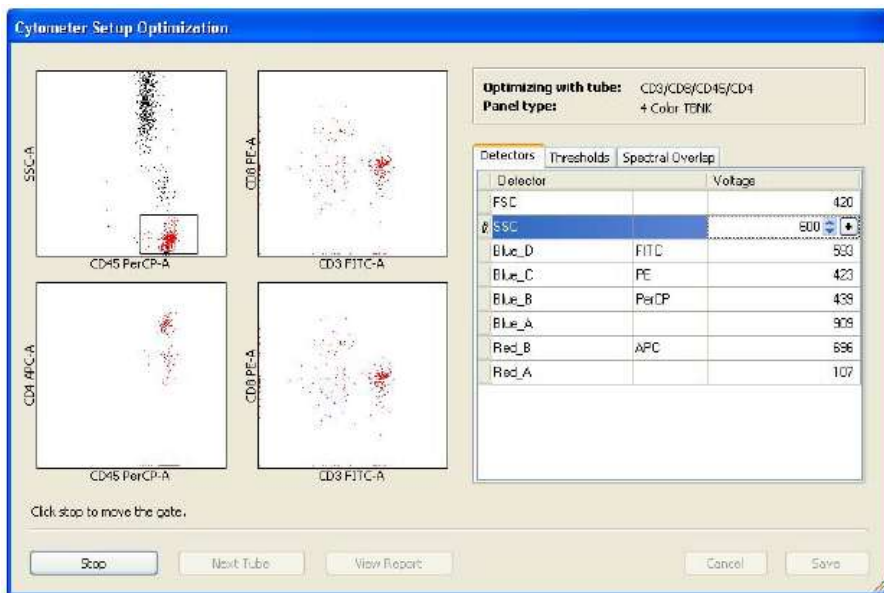 Cytometer Setup Optimization
SSC-A
CD45 PerCP-A
CD8 PE-A
CD3 FITC-A
CD4 APC-A
CD45 PerCP-A
CD8 PE-A
CD3 FITC-A
Optimizing with tube: CD3/CD8/CD45/CD4
Panel type: 4 Color TBNK
Detectors Thresholds Spectral Overlap
Detector Voltage
FSC 420
SSC 600
Blue_D FITC 593
Blue_C PE 423
Blue_B PerCP 439
Blue_A 909
Red_B APC 696
Red_A 107
Click stop to move the gate.
Stop Next Tube View Report Cancel Save